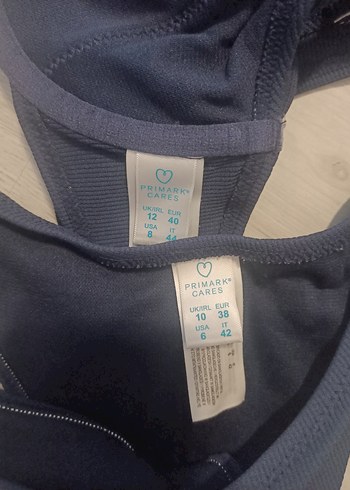 PRIMARK®
CARES
UK/IRL EUR
12 40
USA IT
8 44
PRIMARK®
CARES
UK/IRL EUR
10 38
USA IT
6 42